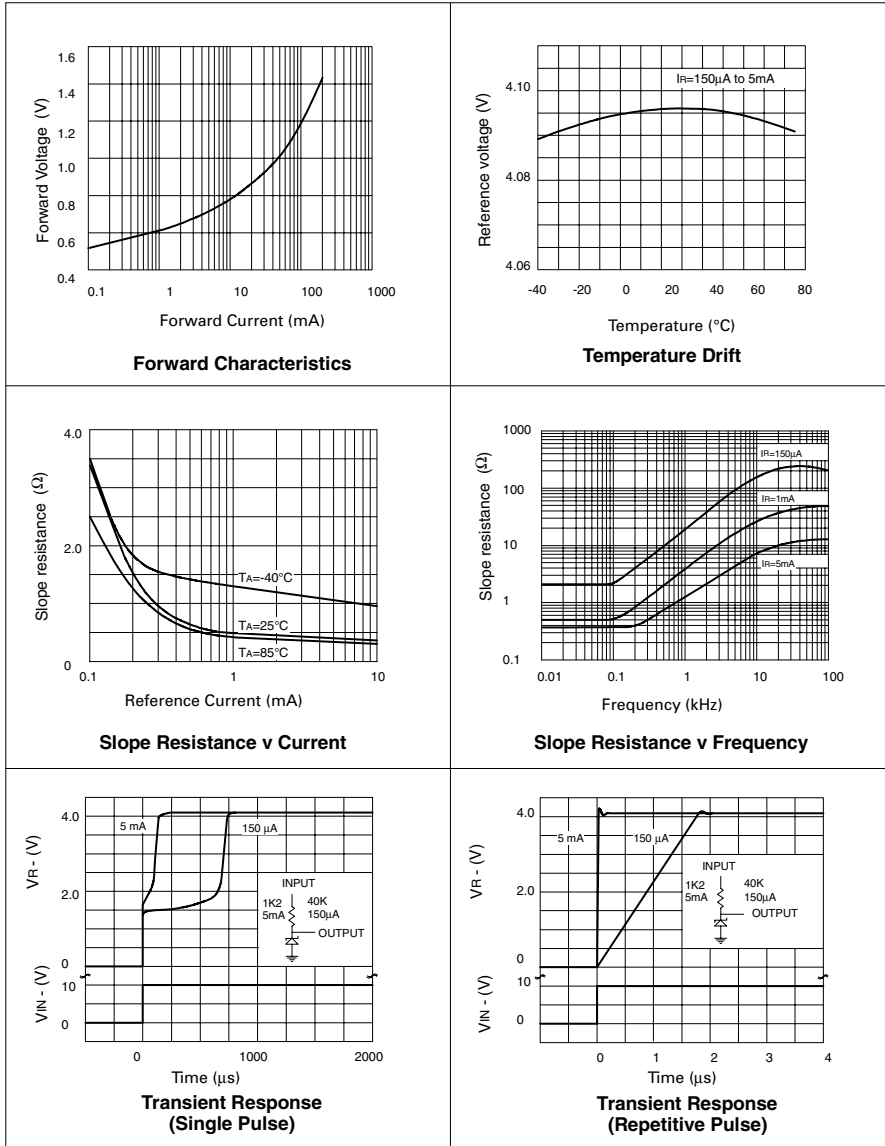 1.6
1.4
1.2
1.0
0.8
0.6
0.4
Forward Voltage (V)
0.1 1 10 100 1000
Forward Current (mA)
Forward Characteristics
4.10
4.08
4.06
Reference voltage (V)
IR=150µA to 5mA
-40 -20 0 20 40 60 80
Temperature (°C)
Temperature Drift
4.0
2.0
0
Slope resistance (Ω)
TA=-40°C
TA=25°C
TA=85°C
0.1 1 10
Reference Current (mA)
Slope Resistance v Current
1000
100
10
1
0.1
Slope resistance (Ω)
IR=150µA
IR=1mA
IR=5mA
0.01 0.1 1 10 100
Frequency (kHz)
Slope Resistance v Frequency
4.0
2.0
0
VR - (V)
5 mA
150 µA
INPUT
1K2 40K
5mA 150µA
OUTPUT
10
0
VIN - (V)
0 1000 2000
Time (µs)
Transient Response
(Single Pulse)
4.0
2.0
0
VR - (V)
5 mA
150 µA
INPUT
1K2 40K
5mA 150µA
OUTPUT
10
0
VIN - (V)
0 1 2 3 4
Time (µs)
Transient Response
(Repetitive Pulse)